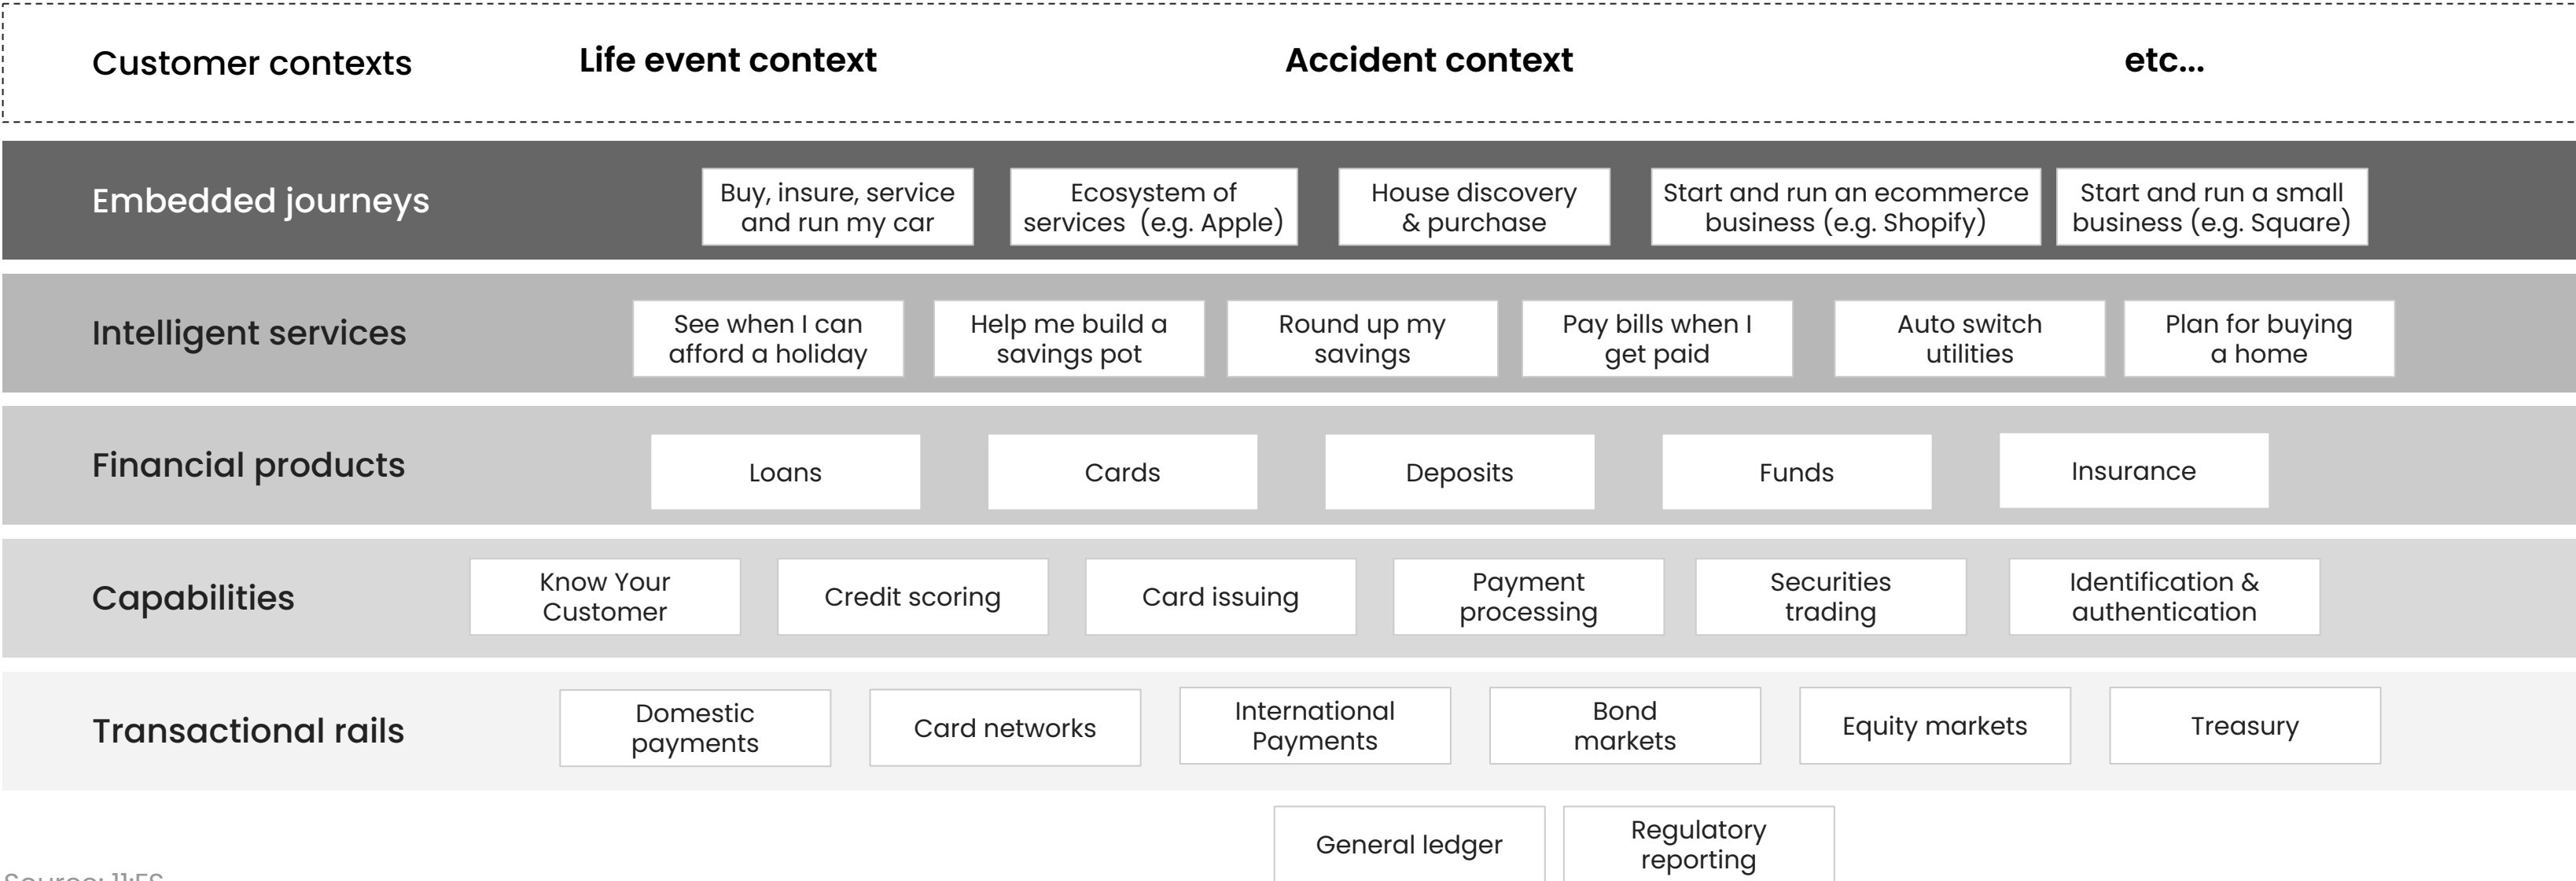 Customer contexts
Life event context
Accident context
etc...
Embedded journeys
Buy, insure, service
and run my car
Ecosystem of
services (e.g. Apple)
House discovery
& purchase
Start and run an ecommerce
business (e.g. Shopify)
Start and run a small
business (e.g. Square)
Intelligent services
See when I can
afford a holiday
Help me build a
savings pot
Round up my
savings
Pay bills when I
get paid
Auto switch
utilities
Plan for buying
a home
Financial products
Loans
Cards
Deposits
Funds
Insurance
Capabilities
Know Your
Customer
Credit scoring
Card issuing
Payment
processing
Securities
trading
Identification &
authentication
Transactional rails
Domestic
payments
Card networks
International
Payments
Bond
markets
Equity markets
Treasury
General ledger
Regulatory
reporting
Source: 11:FS